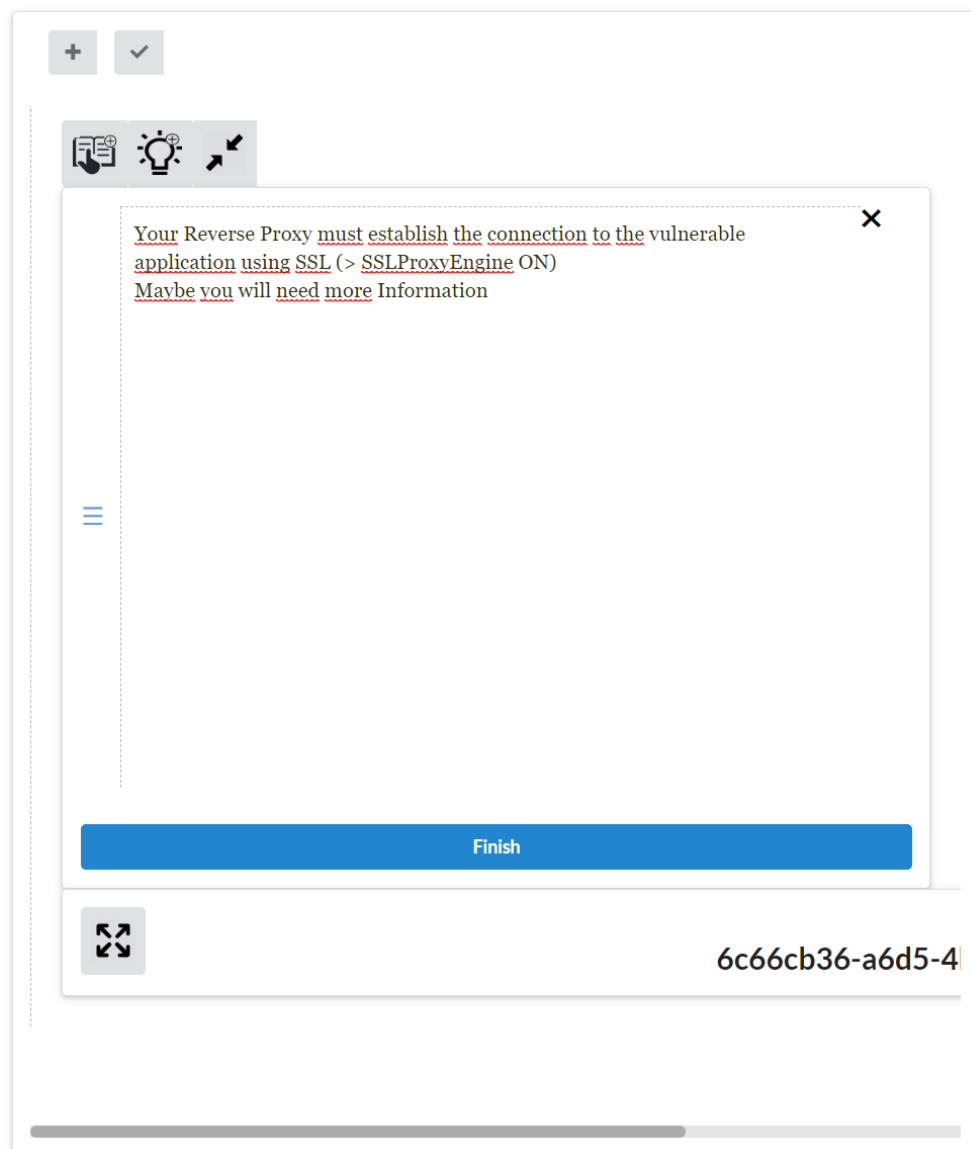 Your Reverse Proxy must establish the connection to the vulnerable
application using SSL (> SSLProxyEngine ON)
Maybe you will need more Information
Finish
6c66cb36-a6d5-4